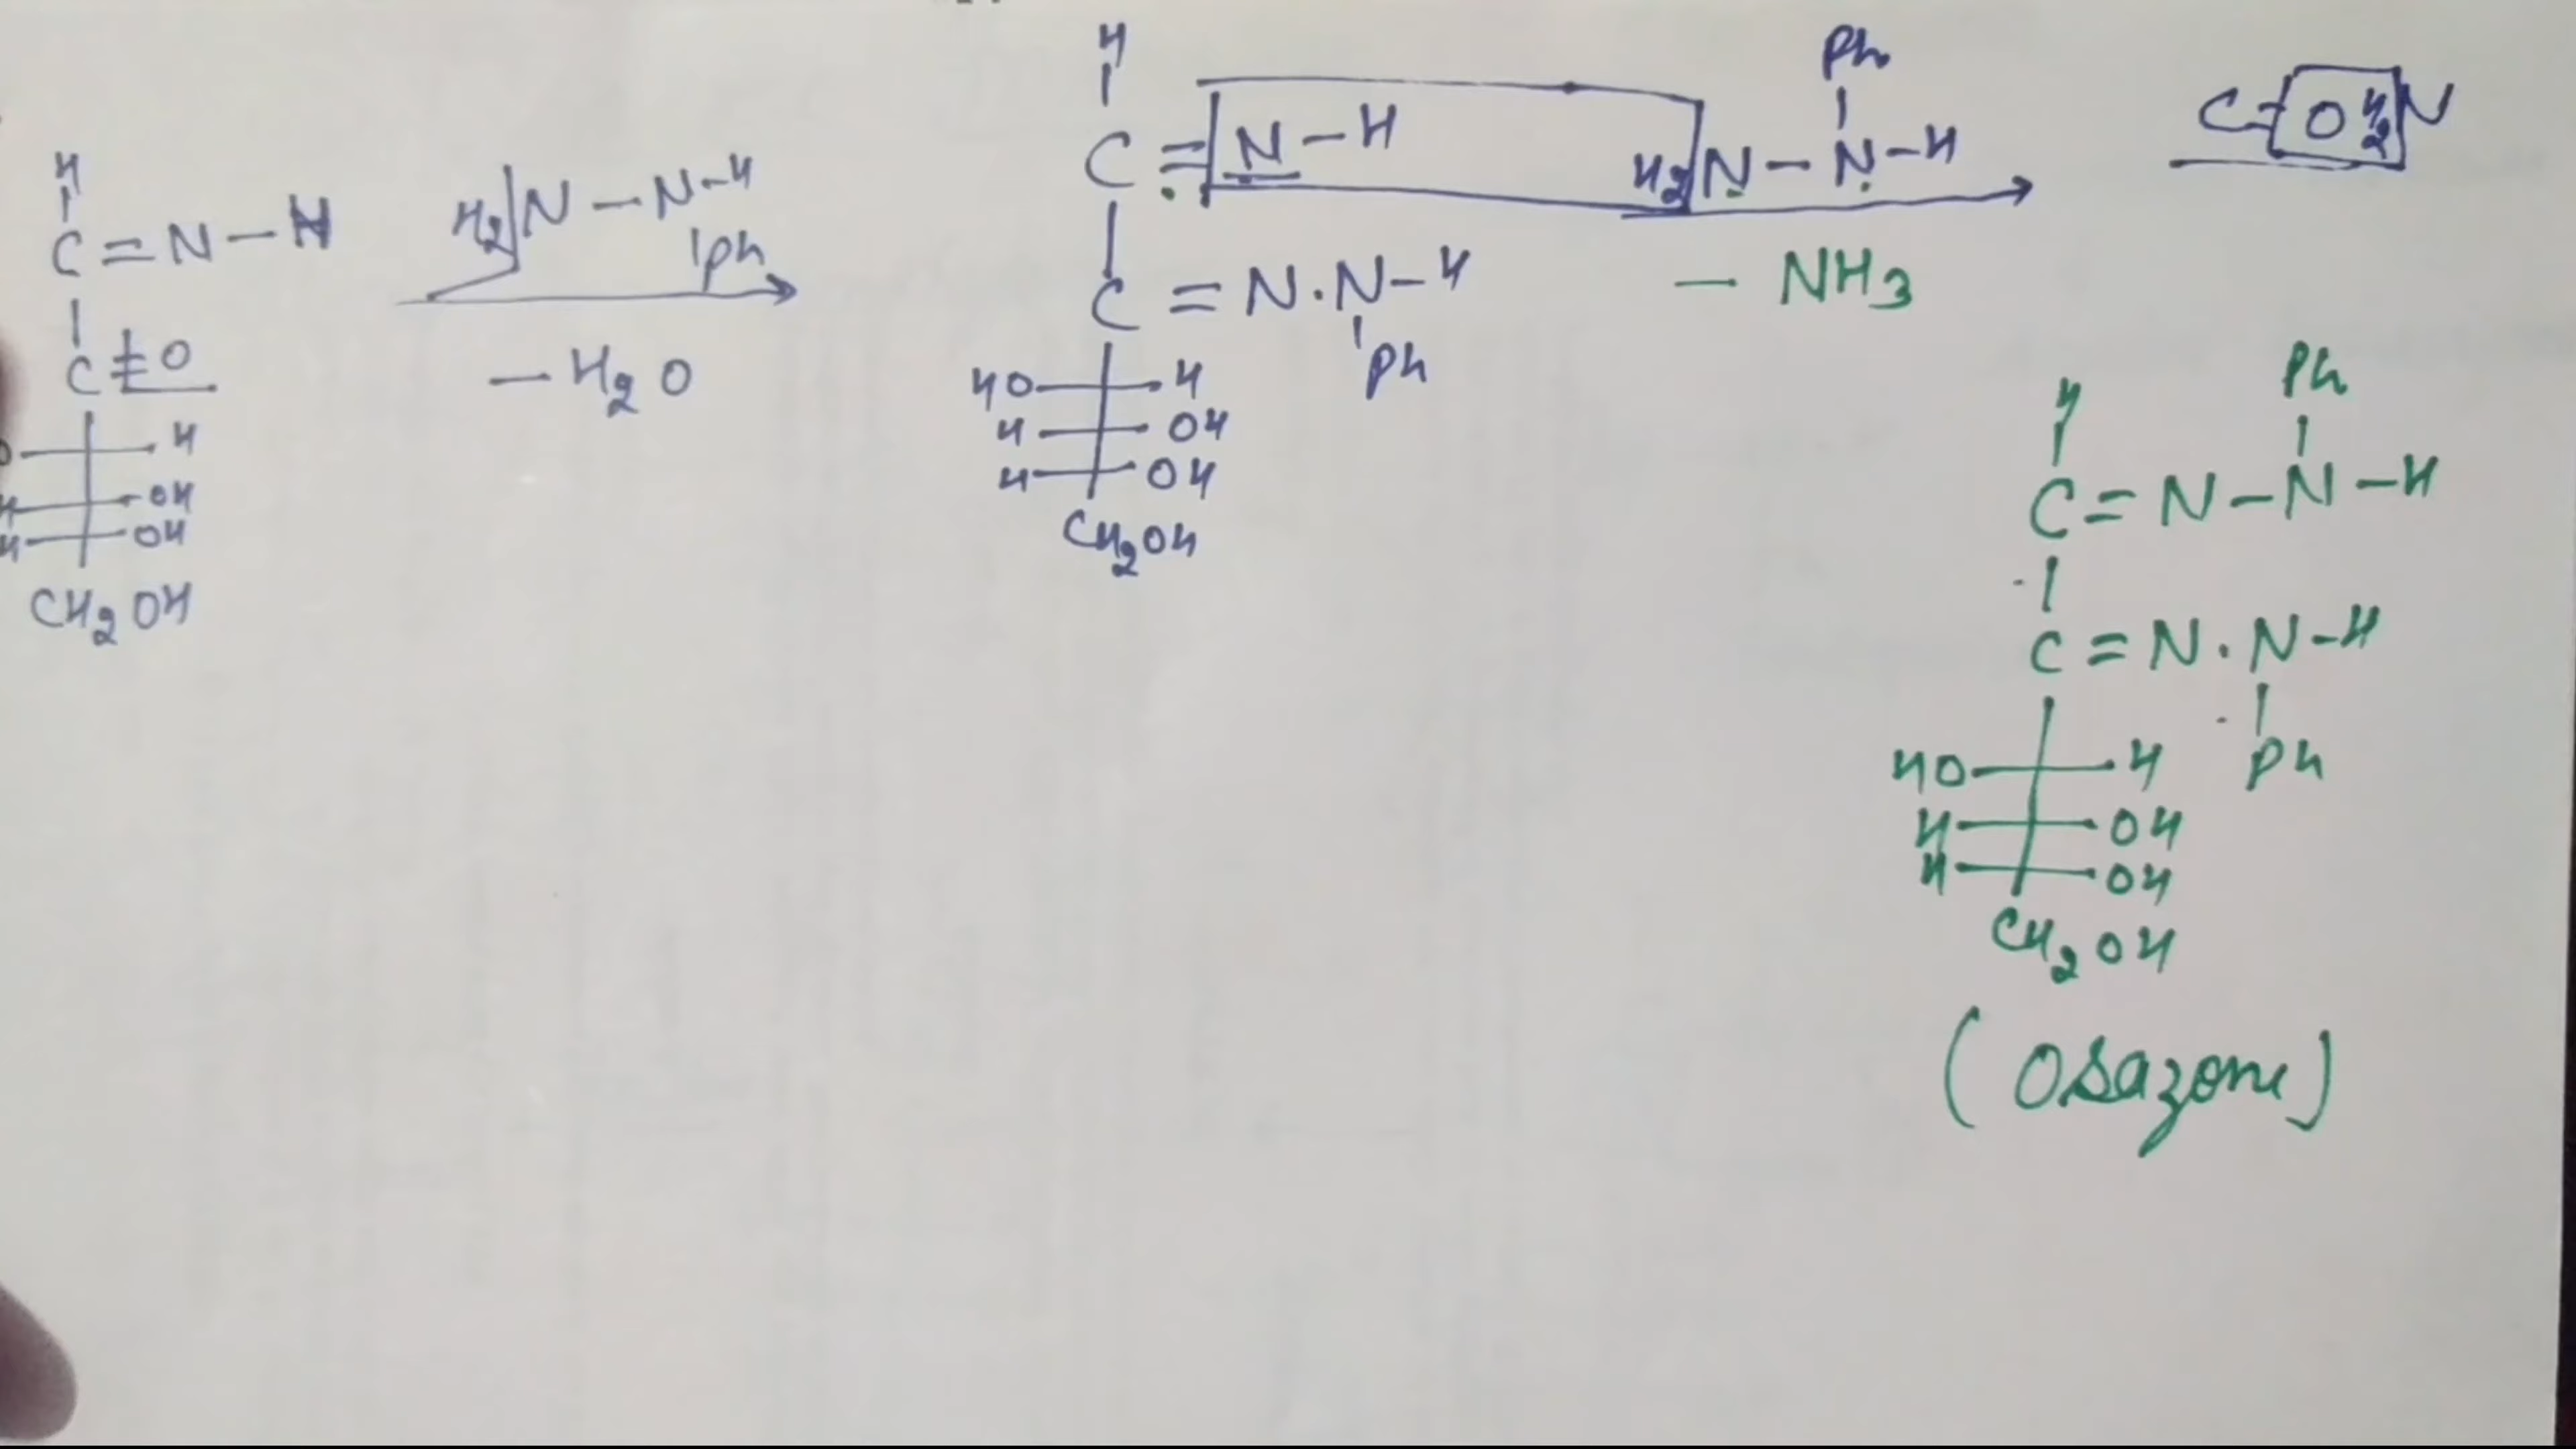 H
C=N-H
C=O
H
OH
OH
CH2OH
H2N-N-H
Ph
- H2O
H
C=N-H
C=N·N-H
Ph
HO H
H OH
H OH
CH2OH
Ph
H2N-N-H
- NH3
C=OH2N
H Ph
C=N-N-H
C=N·N-H
Ph
HO H
H OH
H OH
CH2OH
(Osazone)